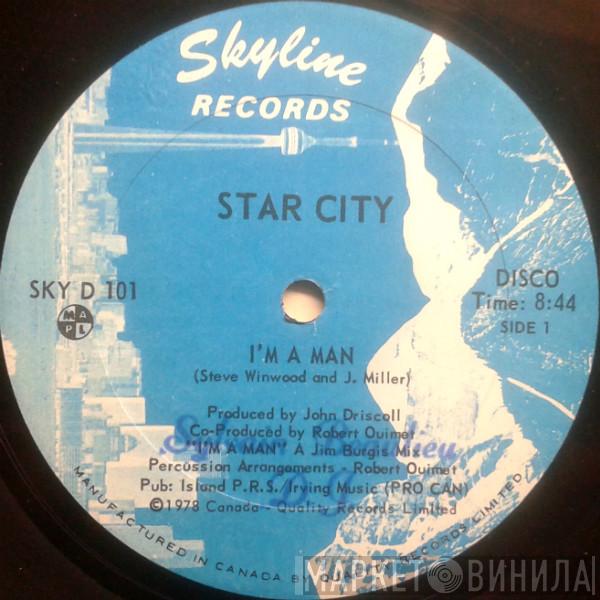 Skyline
RECORDS
STAR CITY
SKY D 101
M A P L
DISCO
Time: 8:44
SIDE 1
I'M A MAN
(Steve Winwood and J. Miller)
Produced by John Driscoll
Co-Produced by Robert Ouimet
"I'M A MAN" A Jim Burgis Mix
Percussion Arrangements - Robert Ouimet
Pub: Island P.R.S. Irving Music (PRO CAN)
©1978 Canada - Quality Records Limited
MANUFACTURED IN CANADA BY QUALITY RECORDS LIMITED
МАРКЕТ ВИНИЛА